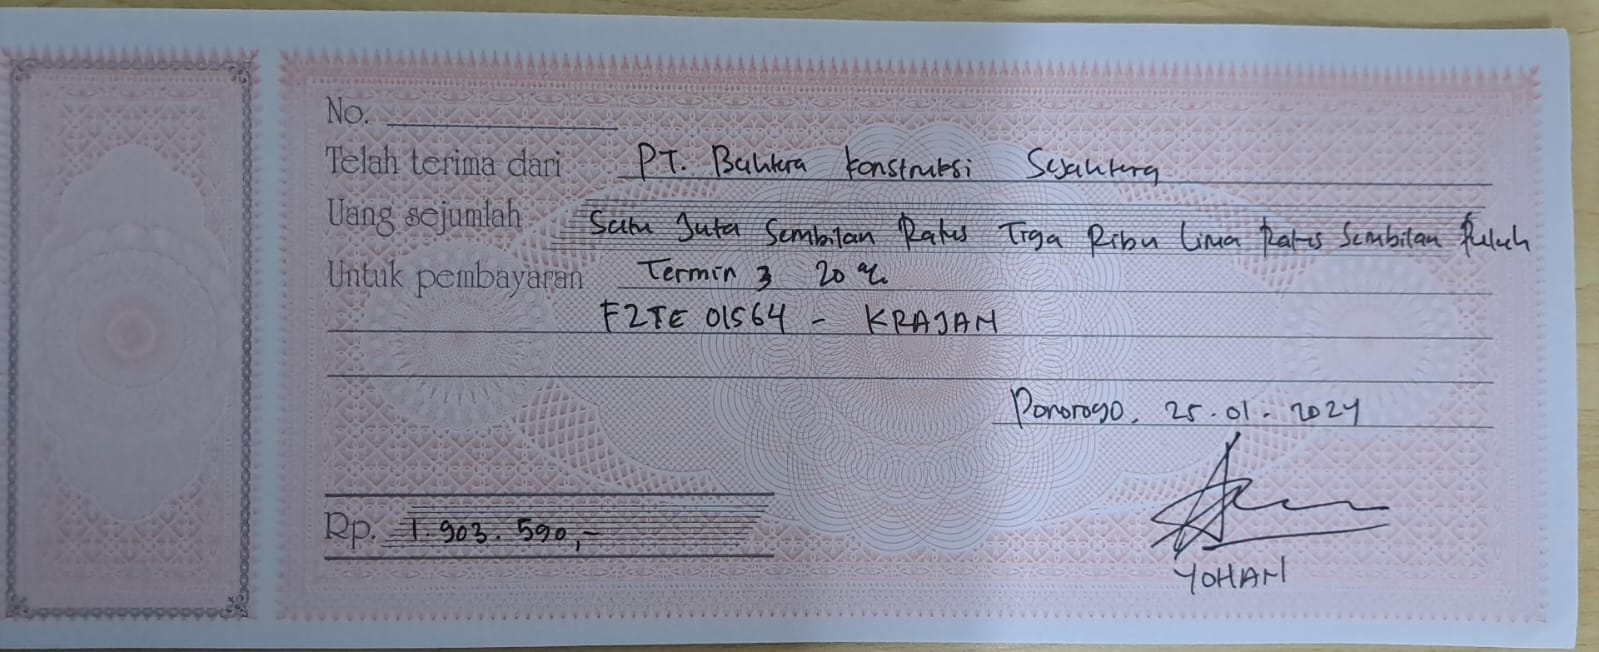 No.
Telah terima dari PT. Bahtera Konstruksi Sejahtera
Uang sejumlah Satu Juta Sembilan Ratus Tiga Ribu Lima Ratus Sembilan Puluh
Untuk pembayaran Termin 3 20 %
F2TE 01564 - KRAJAN
Ponorogo, 25.01.2024
Rp. 1.903.590,-
YOHAN